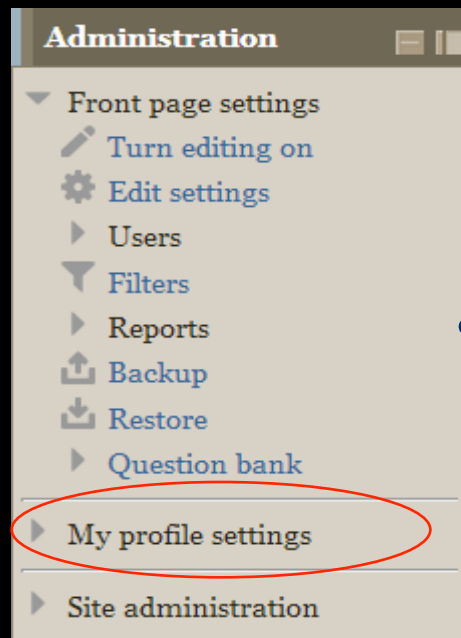 Administration
Front page settings
Turn editing on
Edit settings
Users
Filters
Reports
Backup
Restore
Question bank
My profile settings
Site administration